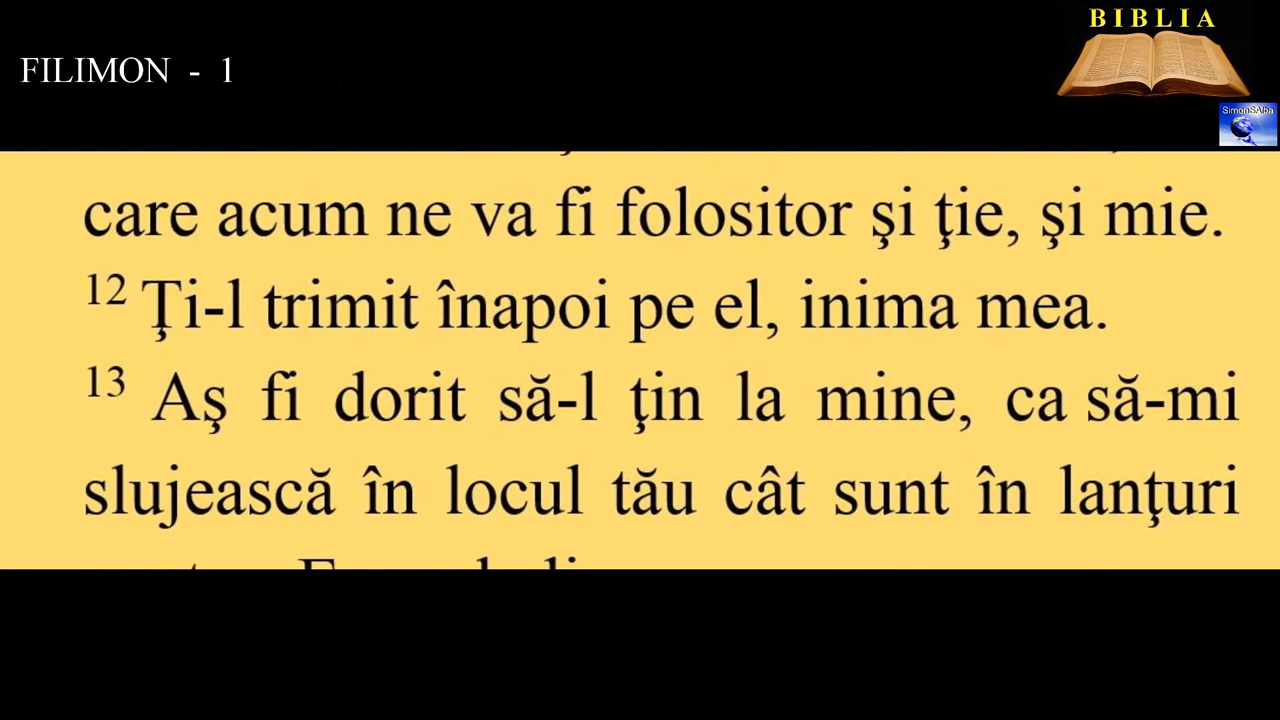 BIBLIA
FILIMON - 1
SimonSAlba
care acum ne va fi folositor şi ţie, şi mie.
12 Ţi-l trimit înapoi pe el, inima mea.
13 Aş fi dorit să-l ţin la mine, ca să-mi
slujească în locul tău cât sunt în lanţuri